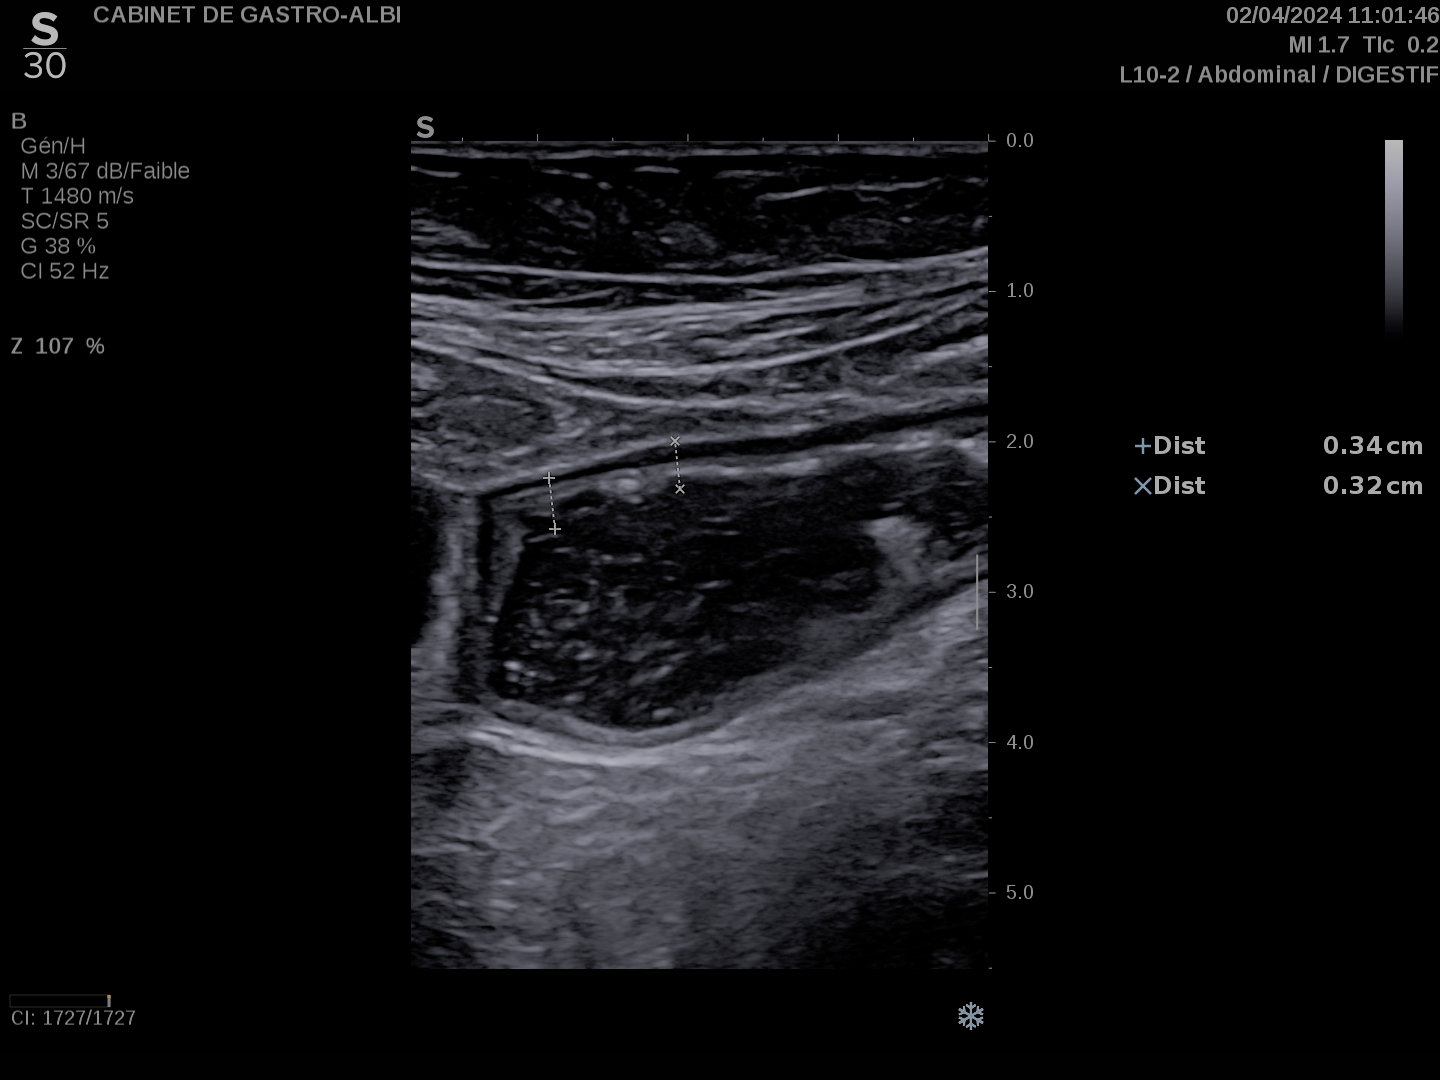 S
30
CABINET DE GASTRO-ALBI
02/04/2024 11:01:46
MI 1.7 TIc 0.2
L10-2 / Abdominal / DIGESTIF
B
Gén/H
M 3/67 dB/Faible
T 1480 m/s
SC/SR 5
G 38 %
CI 52 Hz
Z 107 %
S
0.0
1.0
2.0
3.0
4.0
5.0
+Dist 0.34 cm
×Dist 0.32 cm
CI: 1727/1727